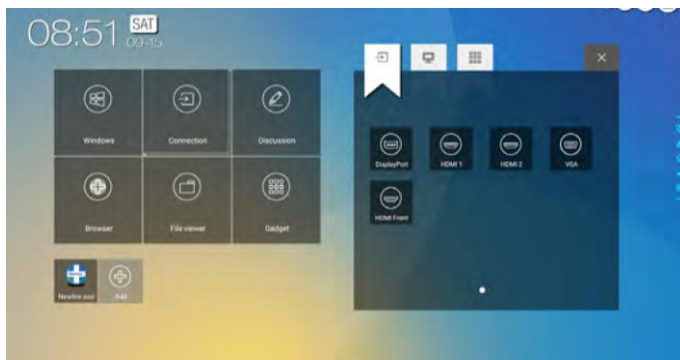 08:51 SAT
09-15
Windows
Connection
Discussion
Browser
File viewer
Gadget
Newline
Add
DisplayPort
HDMI 1
HDMI 2
VGA
HDMI Front